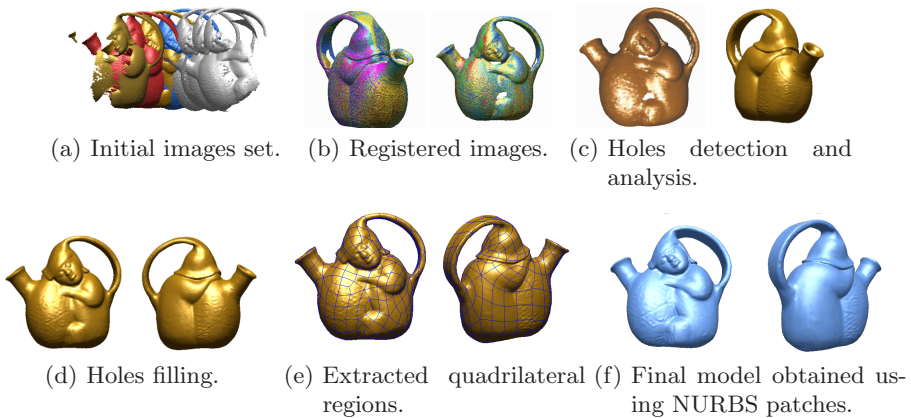 (a) Initial images set.
(b) Registered images.
(c) Holes detection and
analysis.
(d) Holes filling.
(e) Extracted quadrilateral
regions.
(f) Final model obtained us-
ing NURBS patches.